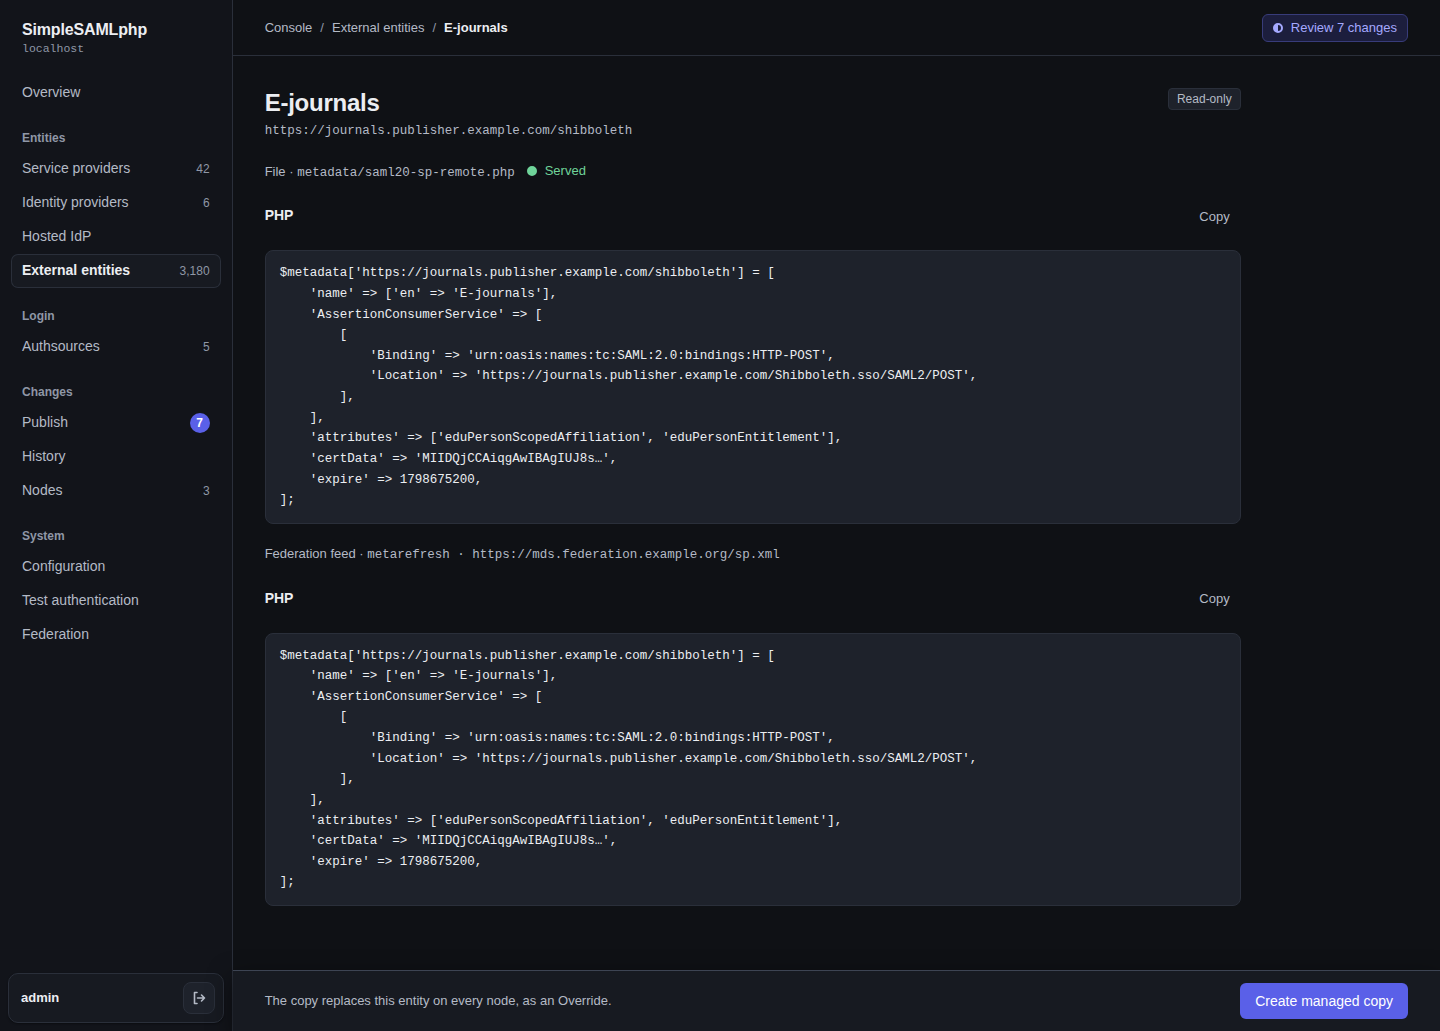 SimpleSAMLphp
localhost
Overview
Entities
Service providers 42
Identity providers 6
Hosted IdP
External entities 3,180
Login
Authsources 5
Changes
Publish 7
History
Nodes 3
System
Configuration
Test authentication
Federation
admin
Console / External entities / E-journals
Review 7 changes
E-journals
Read-only
https://journals.publisher.example.com/shibboleth
File · metadata/saml20-sp-remote.php Served
PHP Copy
$metadata['https://journals.publisher.example.com/shibboleth'] = [
    'name' => ['en' => 'E-journals'],
    'AssertionConsumerService' => [
        [
            'Binding' => 'urn:oasis:names:tc:SAML:2.0:bindings:HTTP-POST',
            'Location' => 'https://journals.publisher.example.com/Shibboleth.sso/SAML2/POST',
        ],
    ],
    'attributes' => ['eduPersonScopedAffiliation', 'eduPersonEntitlement'],
    'certData' => 'MIIDQjCCAiqgAwIBAgIUJ8s…',
    'expire' => 1798675200,
];
Federation feed · metarefresh · https://mds.federation.example.org/sp.xml
PHP Copy
$metadata['https://journals.publisher.example.com/shibboleth'] = [
    'name' => ['en' => 'E-journals'],
    'AssertionConsumerService' => [
        [
            'Binding' => 'urn:oasis:names:tc:SAML:2.0:bindings:HTTP-POST',
            'Location' => 'https://journals.publisher.example.com/Shibboleth.sso/SAML2/POST',
        ],
    ],
    'attributes' => ['eduPersonScopedAffiliation', 'eduPersonEntitlement'],
    'certData' => 'MIIDQjCCAiqgAwIBAgIUJ8s…',
    'expire' => 1798675200,
];
The copy replaces this entity on every node, as an Override.
Create managed copy